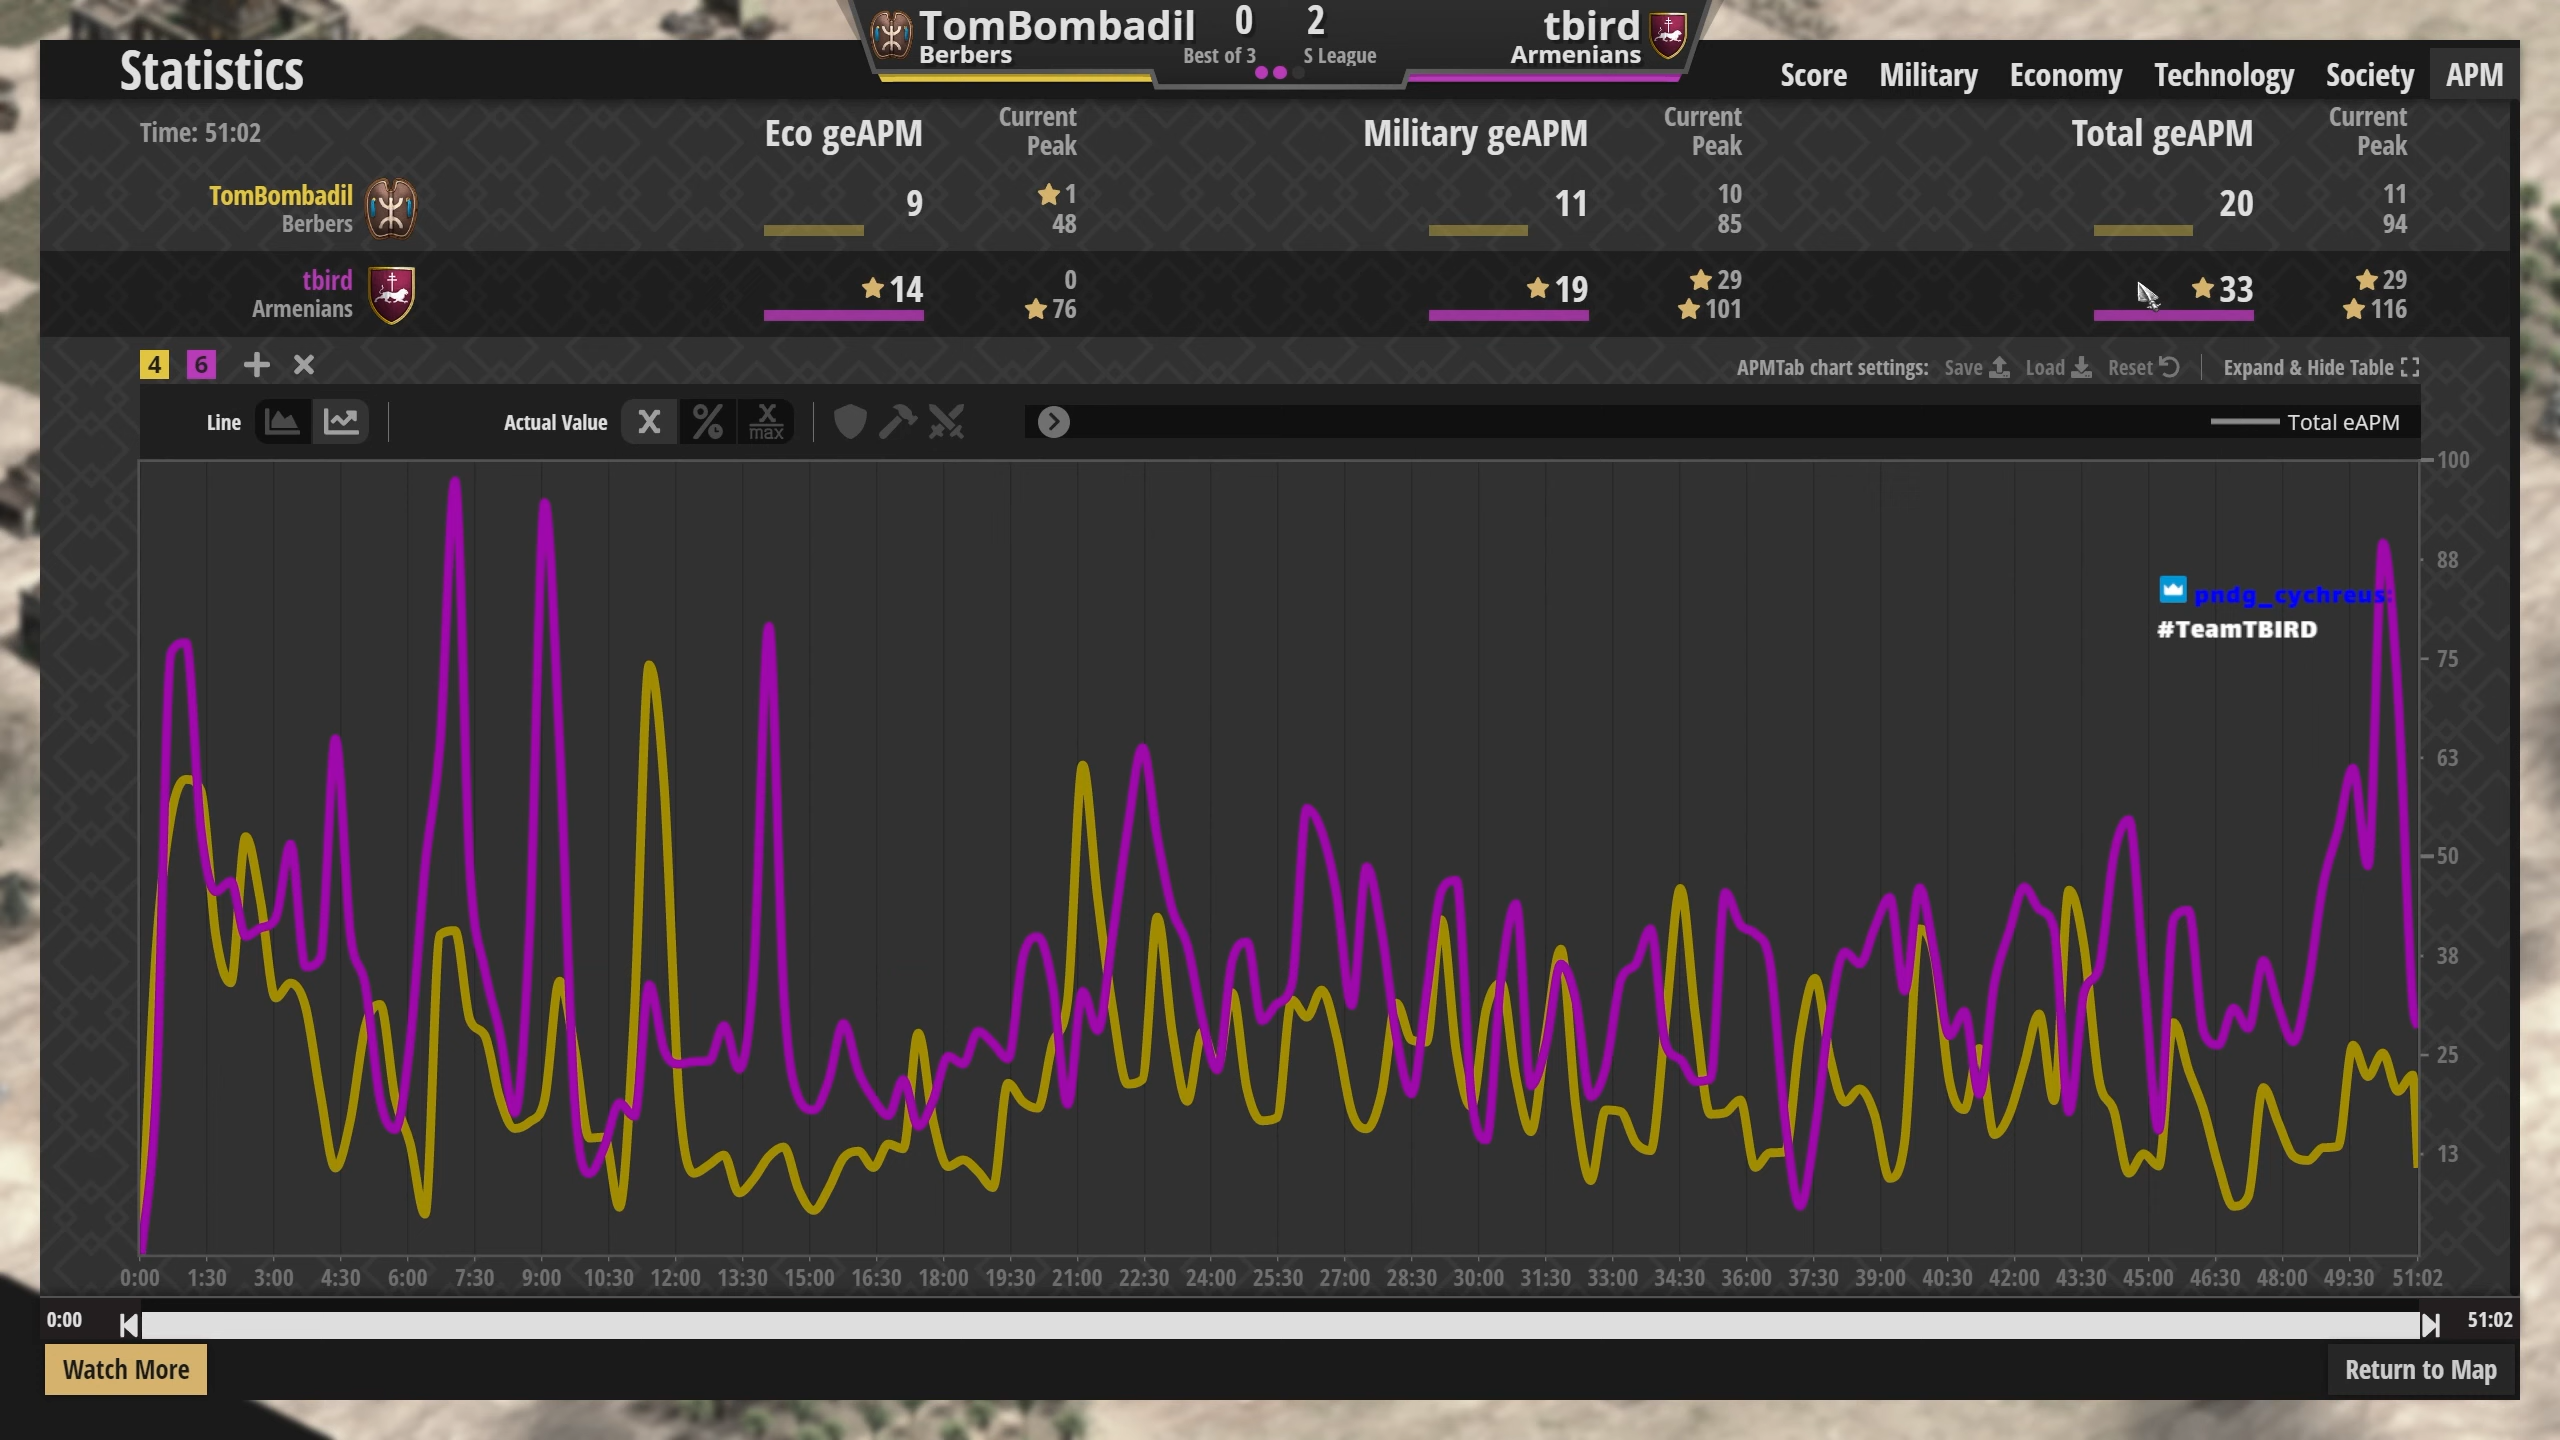 TomBombadil 0 2 tbird
Berbers Best of 3 S League Armenians
Statistics
Score Military Economy Technology Society APM
Time: 51:02 Eco geAPM Current Peak Military geAPM Current Peak Total geAPM Current Peak
TomBombadil 9 1 11 10 20 11
Berbers 48 85 94
tbird 14 0 19 29 33 29
Armenians 76 101 116
4 6 APMTab chart settings: Save Load Reset Expand & Hide Table
Line Actual Value X % X max Total eAPM
100
88
pndg_cychreus:
#TeamTBIRD
75
63
50
38
25
13
0:00 1:30 3:00 4:30 6:00 7:30 9:00 10:30 12:00 13:30 15:00 16:30 18:00 19:30 21:00 22:30 24:00 25:30 27:00 28:30 30:00 31:30 33:00 34:30 36:00 37:30 39:00 40:30 42:00 43:30 45:00 46:30 48:00 49:30 51:02
0:00 51:02
Watch More Return to Map